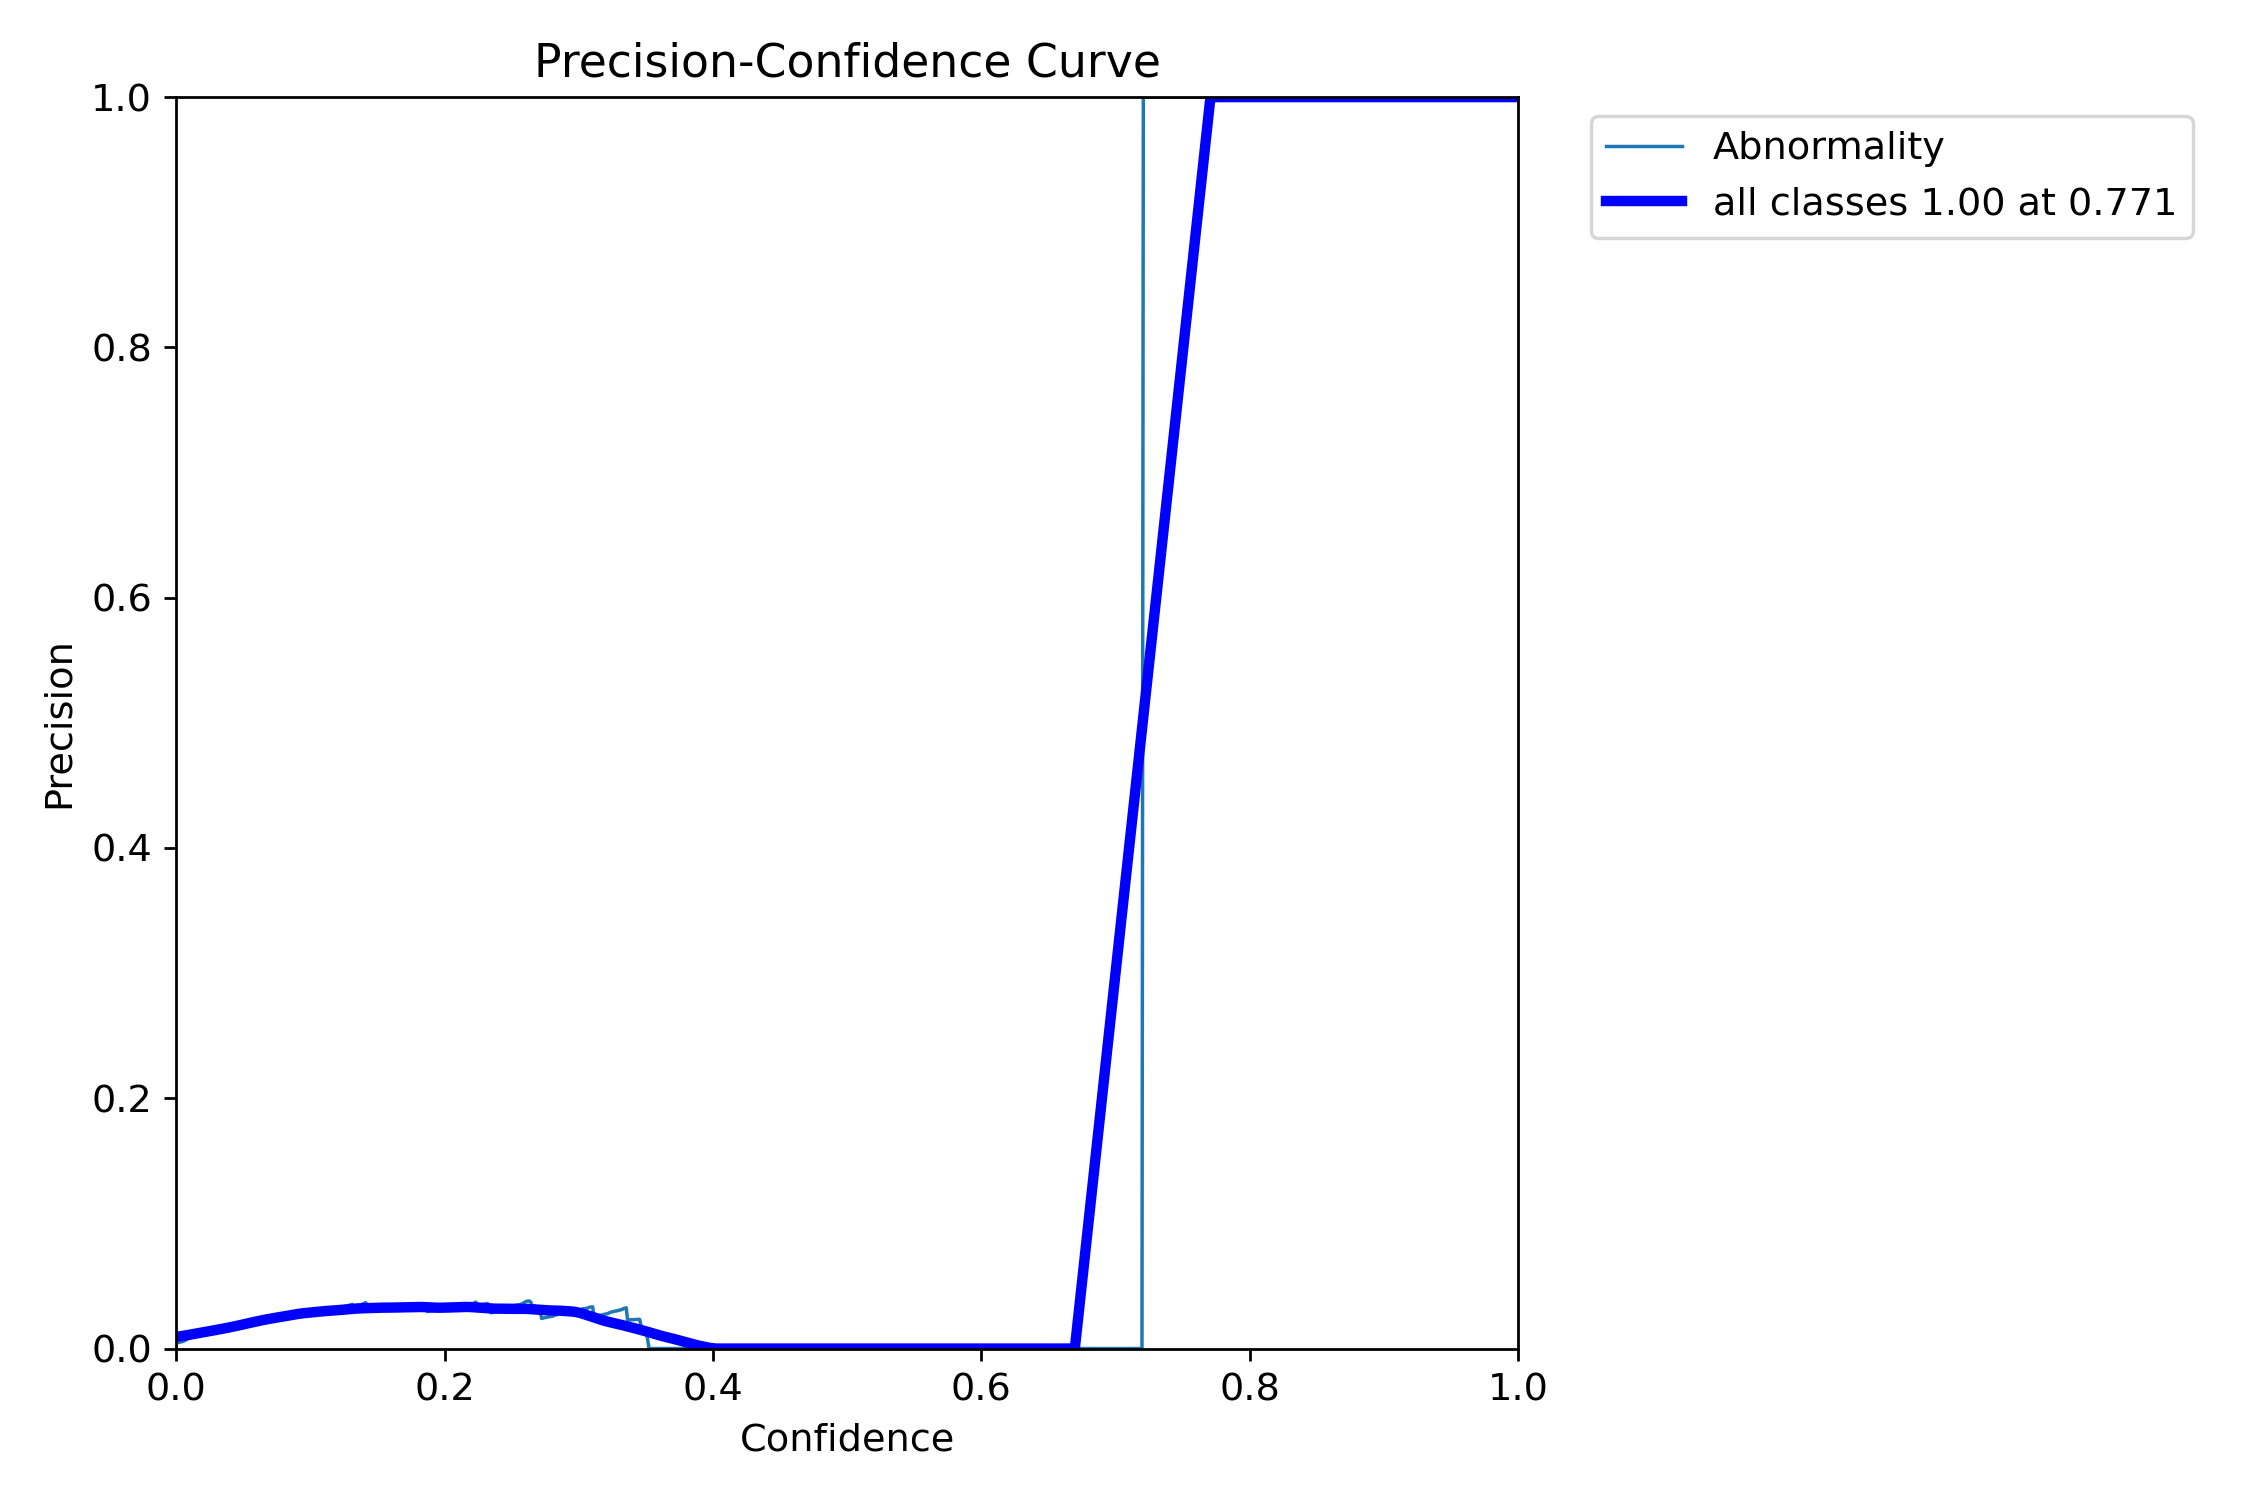 Precision-Confidence Curve
Abnormality
all classes 1.00 at 0.771
1.0
0.8
0.6
0.4
0.2
0.0
Precision
0.0 0.2 0.4 0.6 0.8 1.0
Confidence